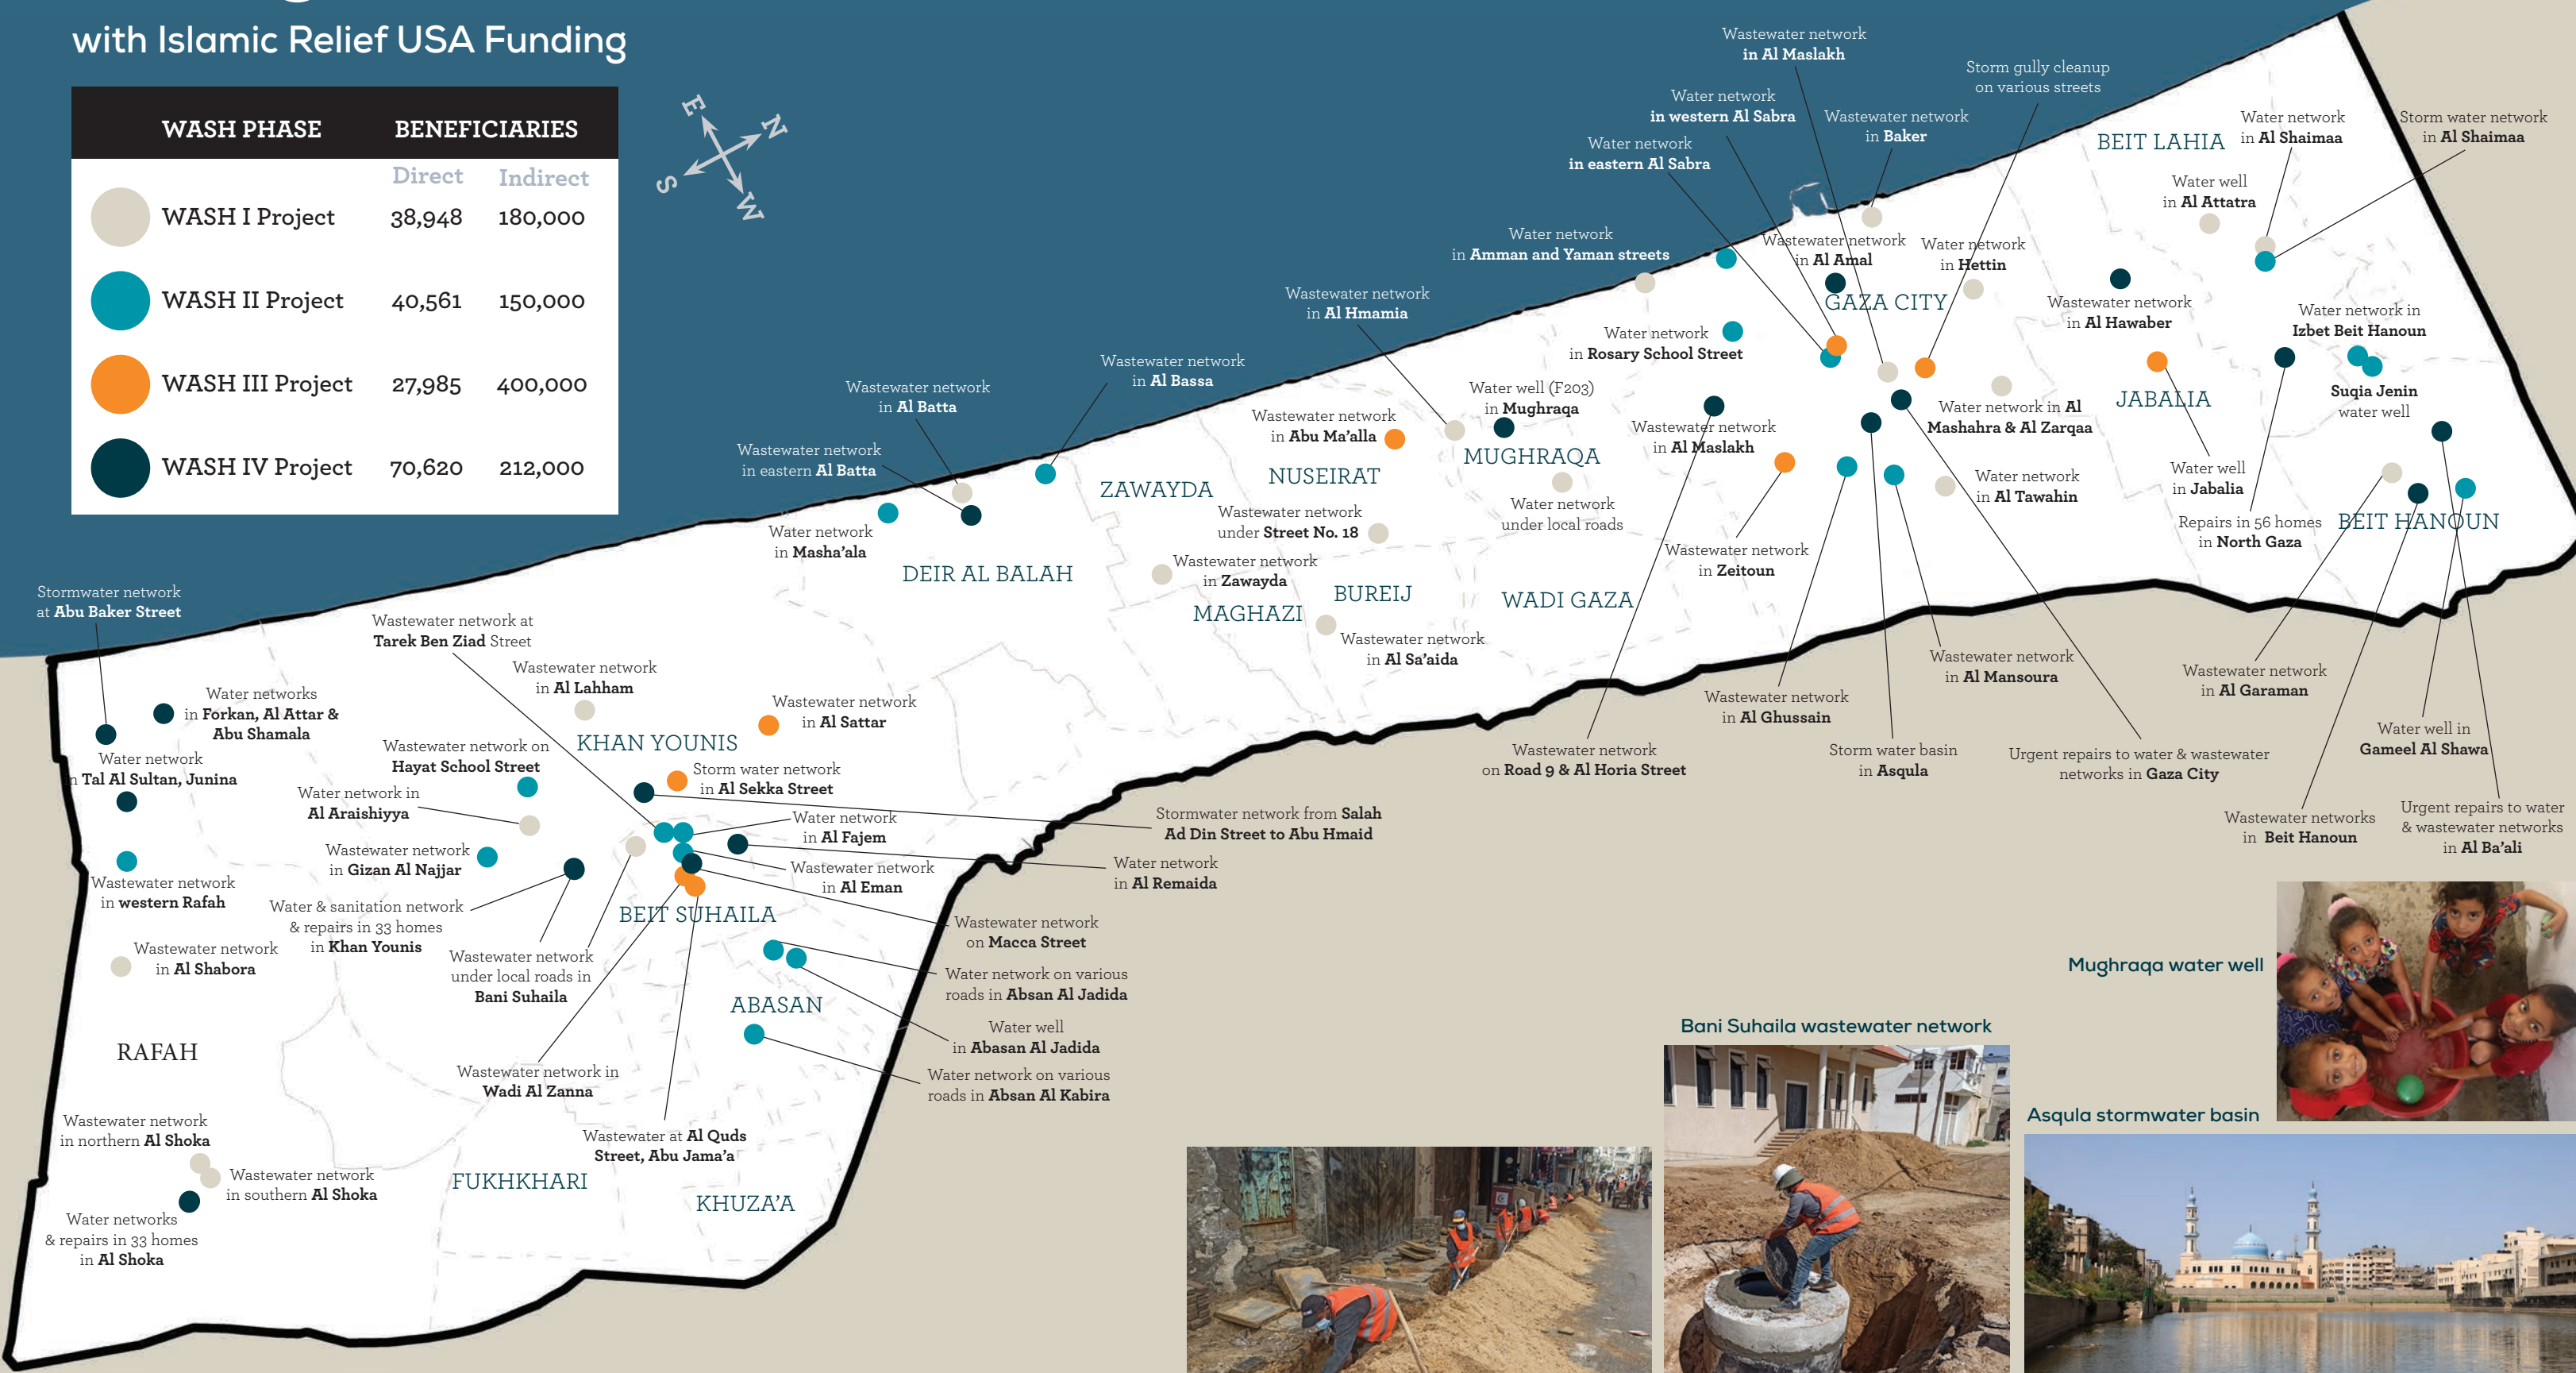 with Islamic Relief USA Funding
WASH PHASE BENEFICIARIES
Direct Indirect
WASH I Project 38,948 180,000
WASH II Project 40,561 150,000
WASH III Project 27,985 400,000
WASH IV Project 70,620 212,000
E
N
S
W
Wastewater network
in Al Maslakh
Storm gully cleanup
on various streets
Water network
in western Al Sabra
Wastewater network
in Baker
Water network
in eastern Al Sabra
BEIT LAHIA
Water network
in Al Shaimaa
Storm water network
in Al Shaimaa
Water well
in Al Attatra
Water network
in Amman and Yaman streets
Wastewater network
in Al Amal
Water network
in Hettin
GAZA CITY
Wastewater network
in Al Hawaber
Water network in
Izbet Beit Hanoun
Wastewater network
in Al Hmamia
Water network
in Rosary School Street
Wastewater network
in Al Bassa
Wastewater network
in Al Batta
Water well (F203)
in Mughraqa
Suqia Jenin
water well
JABALIA
Water network in Al
Mashahra & Al Zarqaa
Wastewater network
in Abu Ma'alla
Wastewater network
in Al Maslakh
Wastewater network
in eastern Al Batta
MUGHRAQA
NUSEIRAT
ZAWAYDA
Water well
in Jabalia
Water network
in Al Tawahin
Water network
under local roads
Wastewater network
under Street No. 18
Repairs in 56 homes
in North Gaza
BEIT HANOUN
Water network
in Masha'ala
Wastewater network
in Zeitoun
DEIR AL BALAH
Wastewater network
in Zawayda
BUREIJ
WADI GAZA
MAGHAZI
Stormwater network
at Abu Baker Street
Wastewater network at
Tarek Ben Ziad Street
Wastewater network
in Al Sa'aida
Wastewater network
in Al Mansoura
Wastewater network
in Al Garaman
Wastewater network
in Al Lahham
Water networks
in Forkan, Al Attar &
Abu Shamala
Wastewater network
in Al Sattar
Wastewater network
in Al Ghussain
Water well in
Gameel Al Shawa
KHAN YOUNIS
Wastewater network on
Hayat School Street
Water network
in Tal Al Sultan, Junina
Wastewater network
on Road 9 & Al Horia Street
Storm water basin
in Asqula
Urgent repairs to water & wastewater
networks in Gaza City
Storm water network
in Al Sekka Street
Water network in
Al Araishiyya
Stormwater network from Salah
Ad Din Street to Abu Hmaid
Water network
in Al Fajem
Wastewater networks
in Beit Hanoun
Urgent repairs to water
& wastewater networks
in Al Ba'ali
Wastewater network
in Gizan Al Najjar
Water network
in Al Remaida
Wastewater network
in Al Eman
Wastewater network
in western Rafah
Water & sanitation network
& repairs in 33 homes
in Khan Younis
BEIT SUHAILA
Wastewater network
on Macca Street
Wastewater network
in Al Shabora
Wastewater network
under local roads in
Bani Suhaila
Water network on various
roads in Absan Al Jadida
Mughraqa water well
ABASAN
Water well
in Abasan Al Jadida
Bani Suhaila wastewater network
RAFAH
Wastewater network in
Wadi Al Zanna
Water network on various
roads in Absan Al Kabira
Asqula stormwater basin
Wastewater network
in northern Al Shoka
Wastewater at Al Quds
Street, Abu Jama'a
Wastewater network
in southern Al Shoka
FUKHKHARI
KHUZA'A
Water networks
& repairs in 33 homes
in Al Shoka